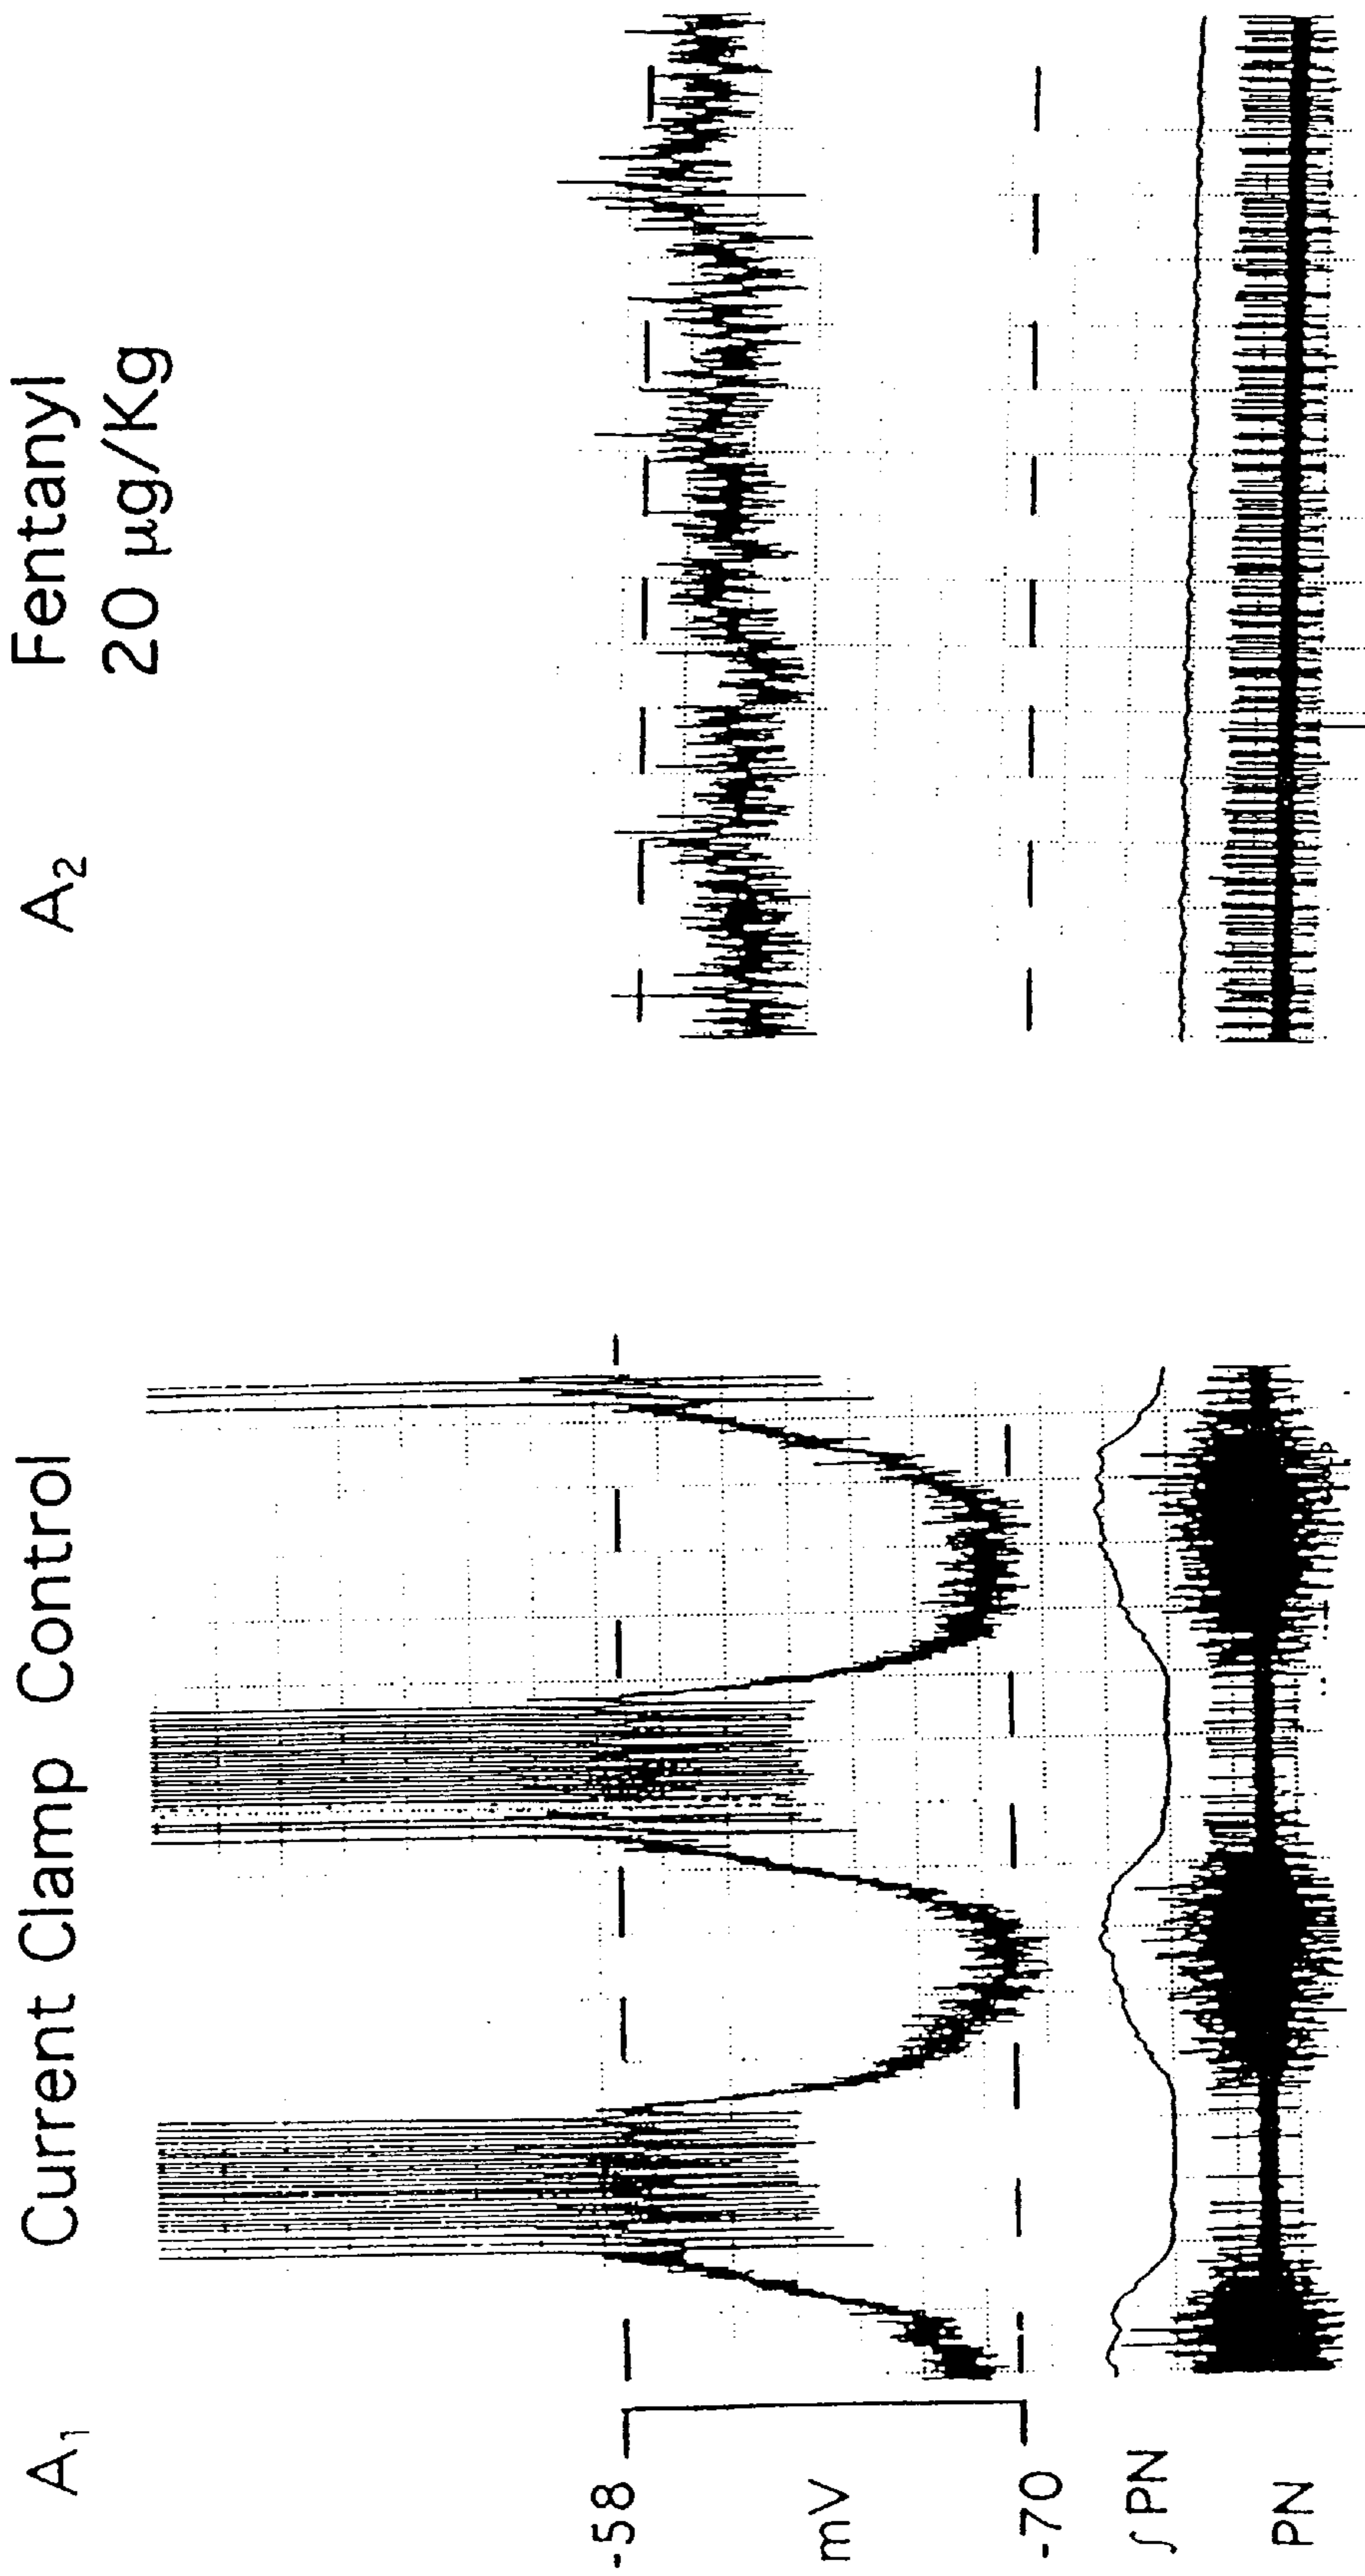 A₁ Current Clamp Control
A₂ Fentanyl
20 μg/Kg
-58
mV
-70
∫ PN
PN